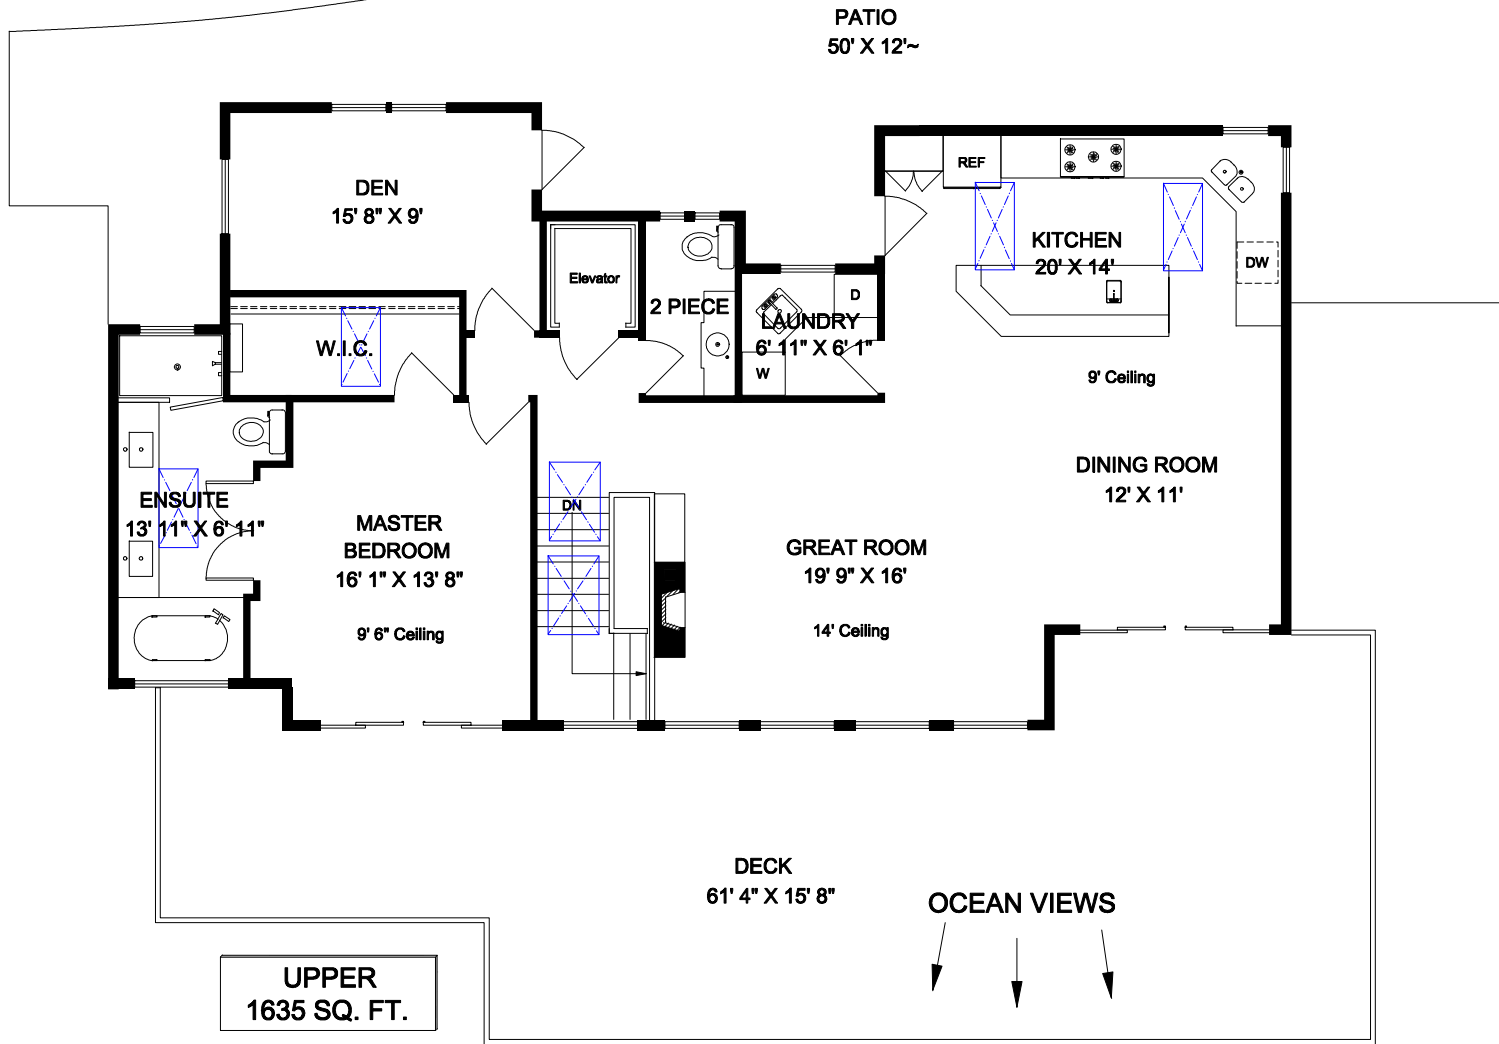 PATIO
50' X 12'~
DEN
15' 8" X 9'
REF
KITCHEN
20' X 14'
DW
Elevator
2 PIECE
D
LAUNDRY
6' 11" X 6' 1"
W
W.I.C.
9' Ceiling
DINING ROOM
12' X 11'
ENSUITE
13' 11" X 6' 11"
MASTER
BEDROOM
16' 1" X 13' 8"
9' 6" Ceiling
DN
GREAT ROOM
19' 9" X 16'
14' Ceiling
DECK
61' 4" X 15' 8"
OCEAN VIEWS
UPPER
1635 SQ. FT.